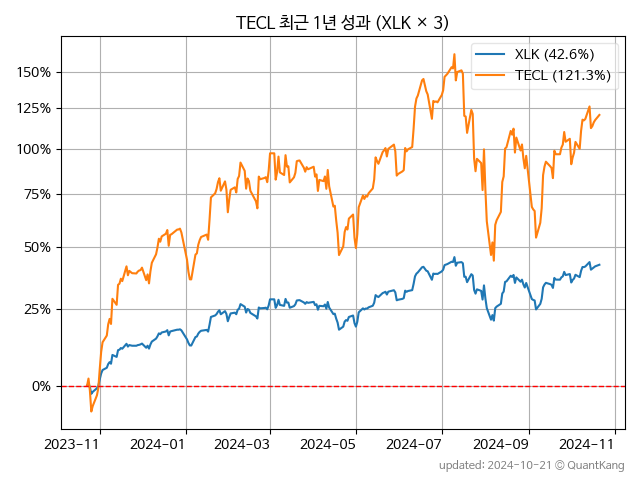 TECL 최근 1년 성과 (XLK × 3)
XLK (42.6%)
TECL (121.3%)
150%
125%
100%
75%
50%
25%
0%
2023-11 2024-01 2024-03 2024-05 2024-07 2024-09 2024-11
updated: 2024-10-21 © QuantKang